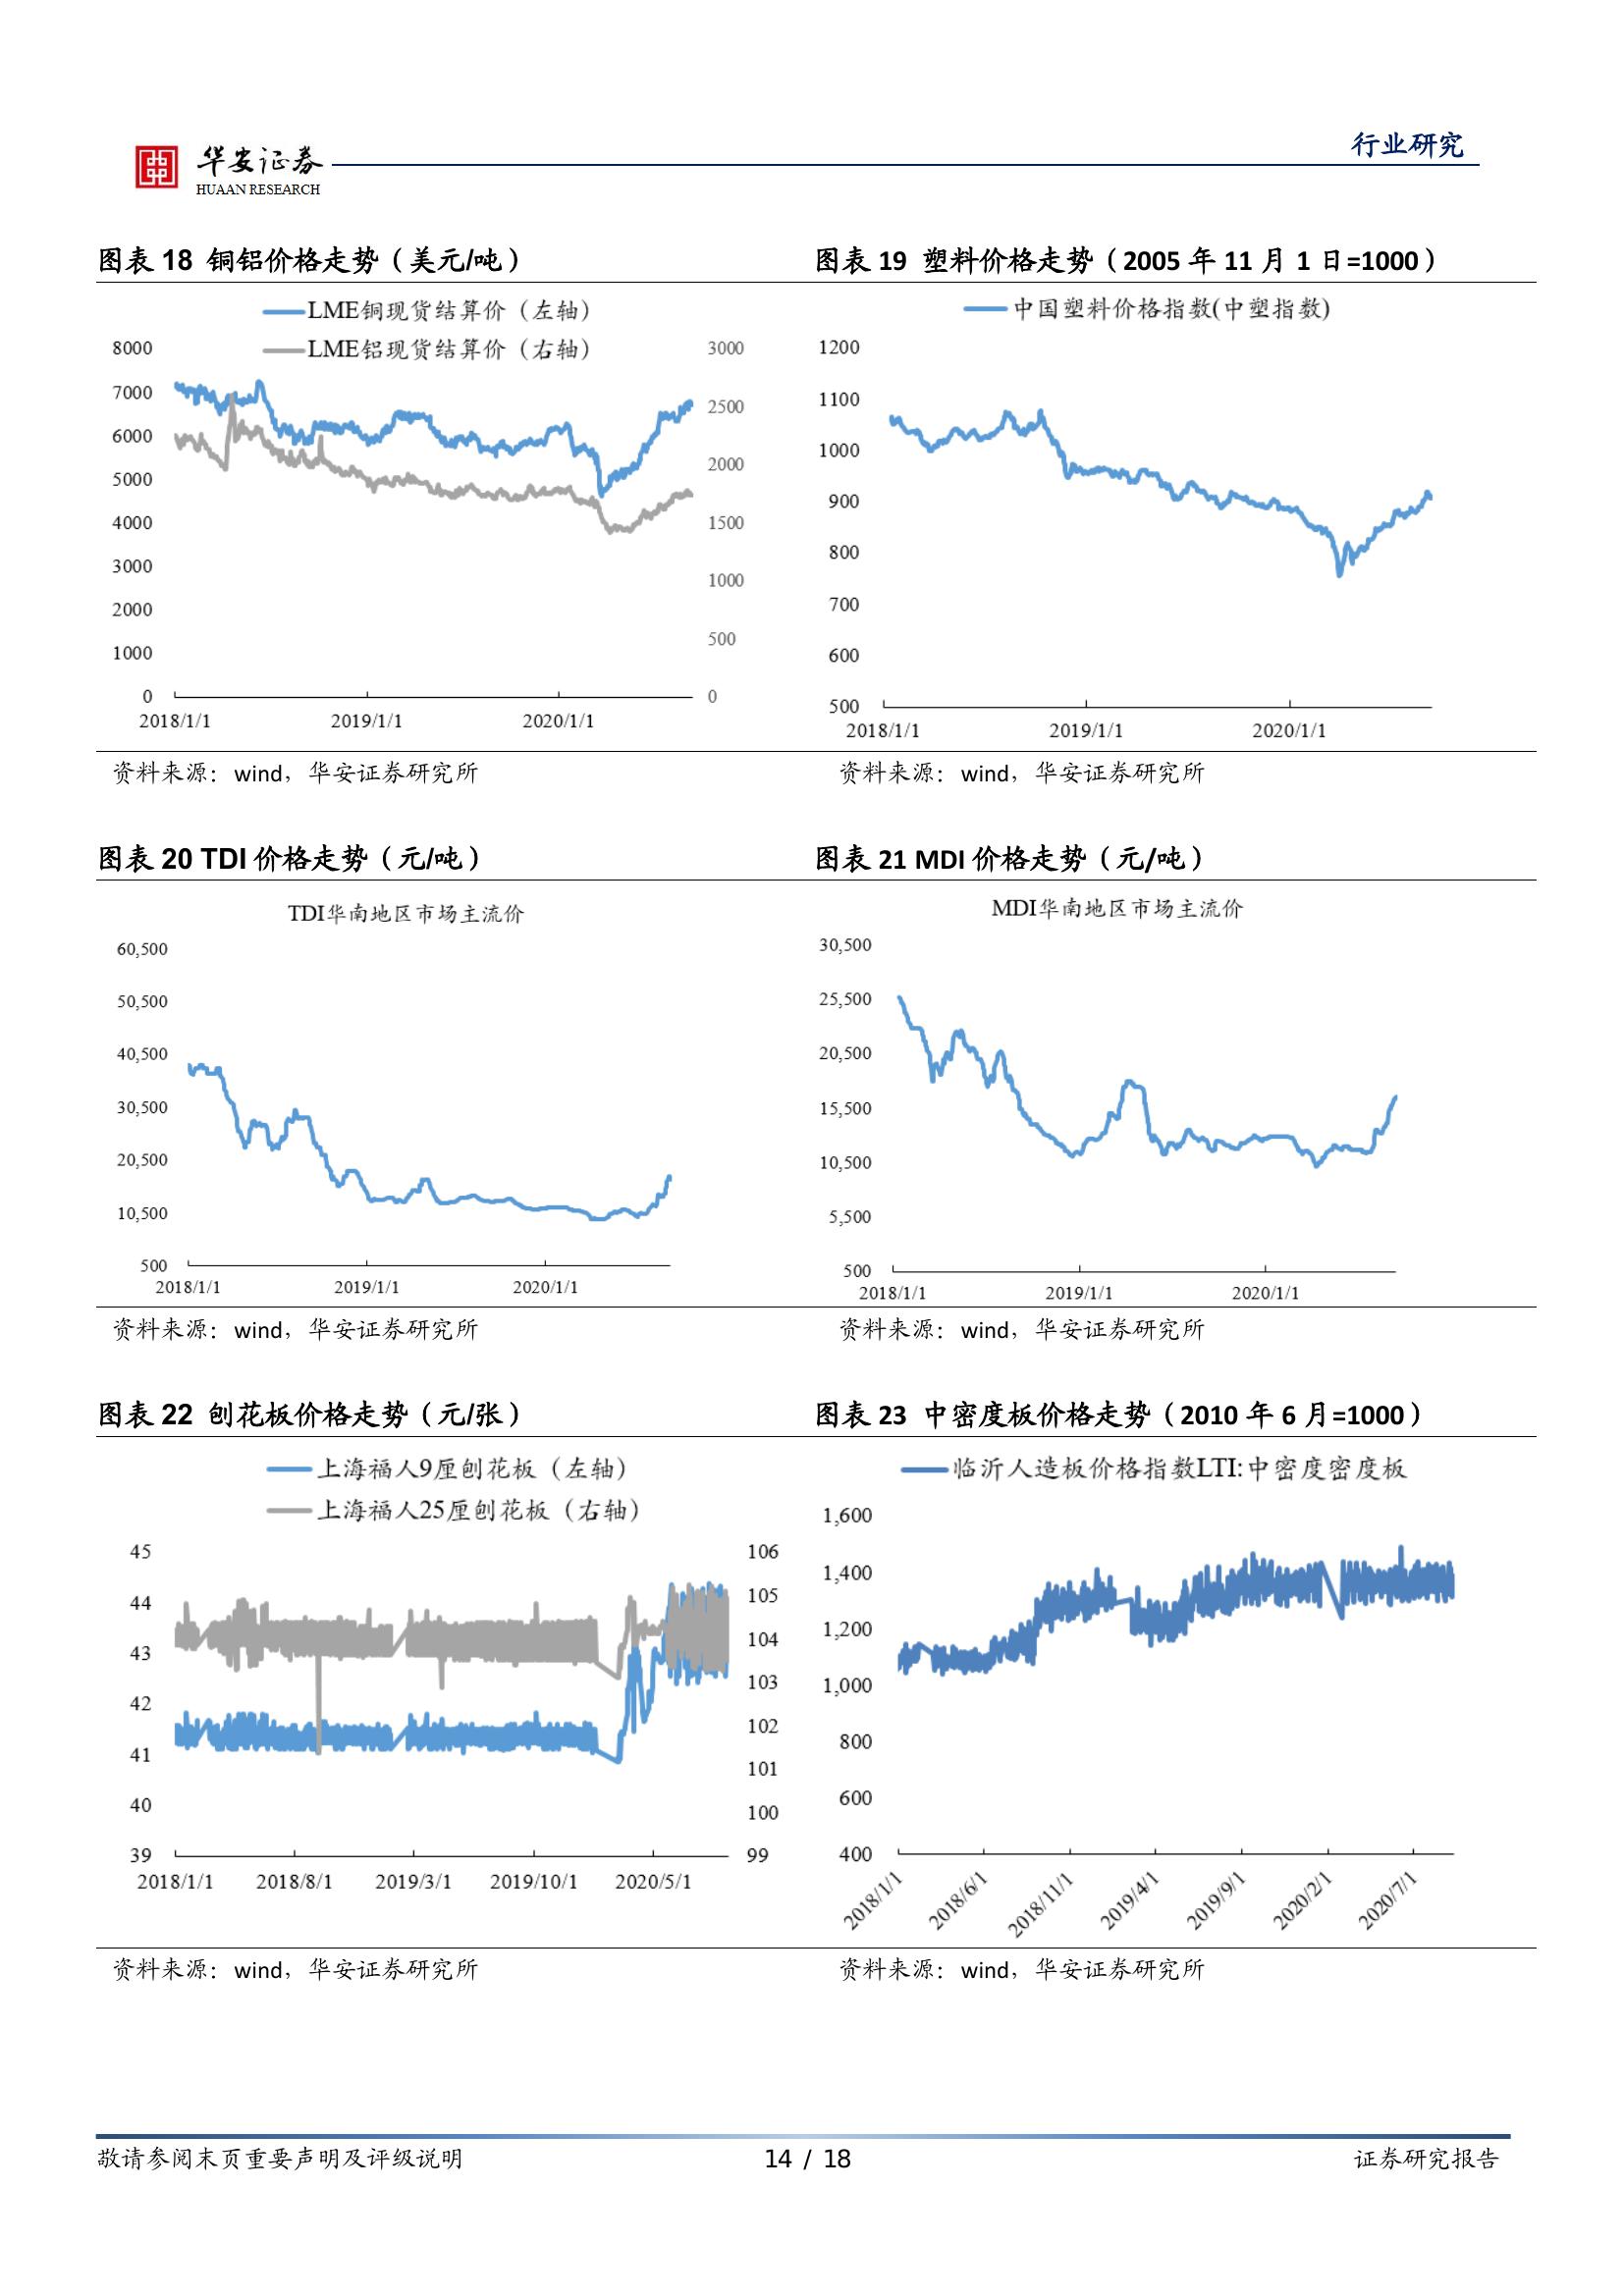 华安证券
HUAAN RESEARCH
行业研究
图表 18 铜铝价格走势（美元/吨）
LME铜现货结算价（左轴）
LME铝现货结算价（右轴）
8000
7000
6000
5000
4000
3000
2000
1000
0
3000
2500
2000
1500
1000
500
0
2018/1/1 2019/1/1 2020/1/1
资料来源：wind，华安证券研究所
图表 19 塑料价格走势（2005 年 11 月 1 日=1000）
中国塑料价格指数(中塑指数)
1200
1100
1000
900
800
700
600
500
2018/1/1 2019/1/1 2020/1/1
资料来源：wind，华安证券研究所
图表 20 TDI 价格走势（元/吨）
TDI华南地区市场主流价
60,500
50,500
40,500
30,500
20,500
10,500
500
2018/1/1 2019/1/1 2020/1/1
资料来源：wind，华安证券研究所
图表 21 MDI 价格走势（元/吨）
MDI华南地区市场主流价
30,500
25,500
20,500
15,500
10,500
5,500
500
2018/1/1 2019/1/1 2020/1/1
资料来源：wind，华安证券研究所
图表 22 刨花板价格走势（元/张）
上海福人9厘刨花板（左轴）
上海福人25厘刨花板（右轴）
45
44
43
42
41
40
39
106
105
104
103
102
101
100
99
2018/1/1 2018/8/1 2019/3/1 2019/10/1 2020/5/1
资料来源：wind，华安证券研究所
图表 23 中密度板价格走势（2010 年 6 月=1000）
临沂人造板价格指数LTI:中密度密度板
1,600
1,400
1,200
1,000
800
600
400
2018/1/1 2018/6/1 2018/11/1 2019/4/1 2019/9/1 2020/2/1 2020/7/1
资料来源：wind，华安证券研究所
敬请参阅末页重要声明及评级说明
14 / 18
证券研究报告